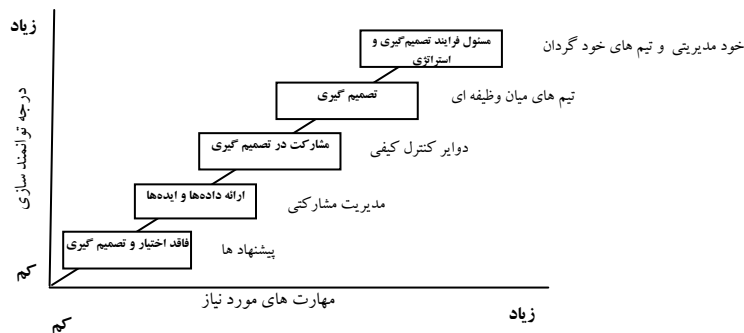 زیاد
مسئول فرایند تصمیم‌گیری و
استراتژی
خود مدیریتی و تیم های خود گردان
تصمیم گیری
تیم های میان وظیفه ای
درجه توانمند سازی
مشارکت در تصمیم گیری
دوایر کنترل کیفی
ارائه داده‌ها و ایده‌ها
مدیریت مشارکتی
فاقد اختیار و تصمیم گیری
پیشنهاد ها
کم
مهارت های مورد نیاز
زیاد
کم